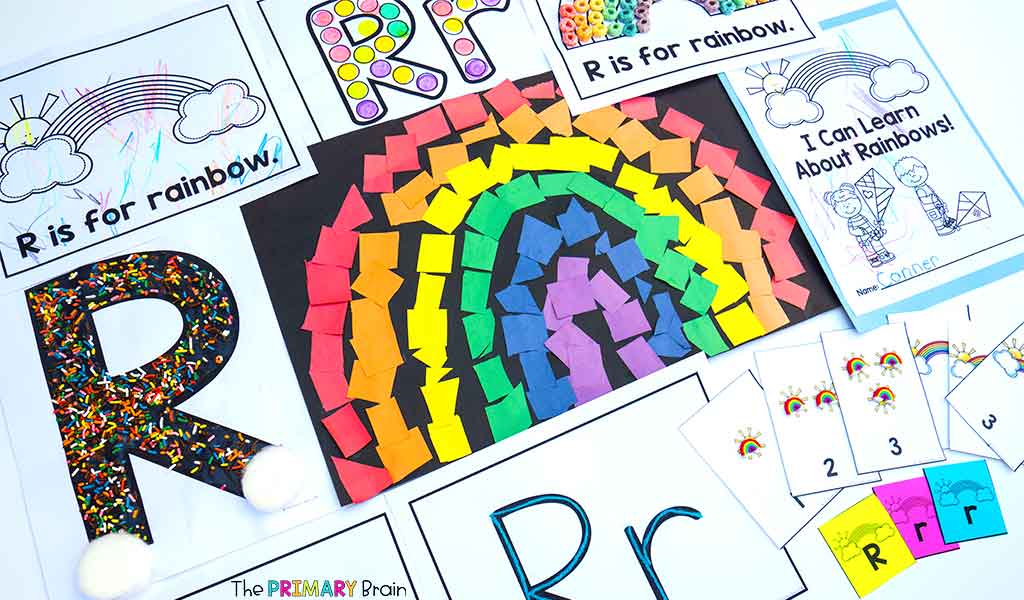 R is for rainbow.
Rr
R is for rainbow.
I Can Learn
About Rainbows!
Name: Conner
R
2
3
1
3
Rr
R
r
r
The PRIMARY Brain